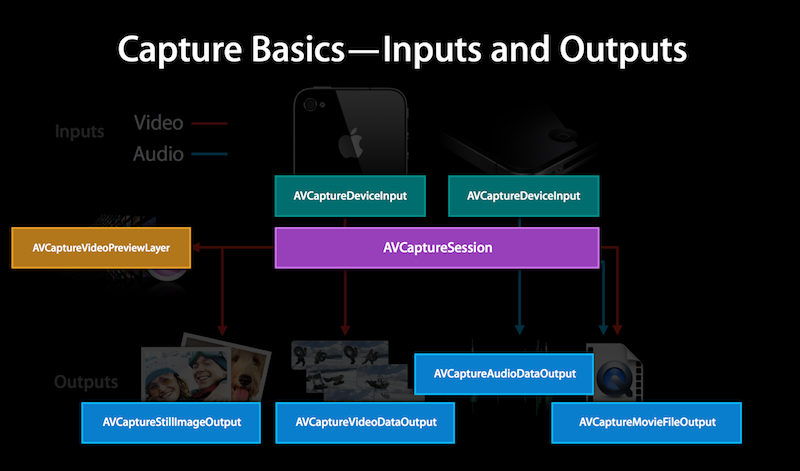 Capture Basics—Inputs and Outputs
Inputs
Video
Audio
AVCaptureDeviceInput
AVCaptureDeviceInput
AVCaptureVideoPreviewLayer
AVCaptureSession
Outputs
AVCaptureAudioDataOutput
AVCaptureStillImageOutput
AVCaptureVideoDataOutput
AVCaptureMovieFileOutput